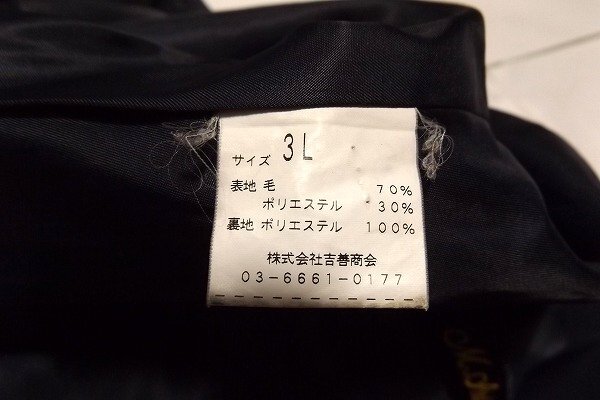 サイズ 3L
表地 毛 70%
ポリエステル 30%
裏地 ポリエステル 100%
株式会社吉善商会
03-6661-0177